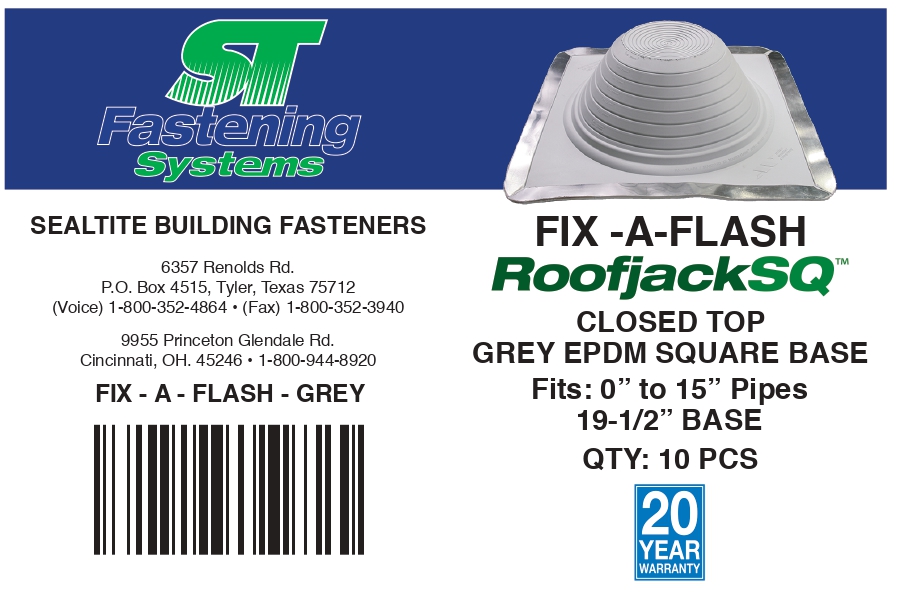 ST
Fastening
Systems
SEALTITE BUILDING FASTENERS
6357 Renolds Rd.
P.O. Box 4515, Tyler, Texas 75712
(Voice) 1-800-352-4864 • (Fax) 1-800-352-3940
9955 Princeton Glendale Rd.
Cincinnati, OH. 45246 • 1-800-944-8920
FIX - A - FLASH - GREY
FIX -A-FLASH
RoofjackSQ™
CLOSED TOP
GREY EPDM SQUARE BASE
Fits: 0” to 15” Pipes
19-1/2” BASE
QTY: 10 PCS
20
YEAR
WARRANTY